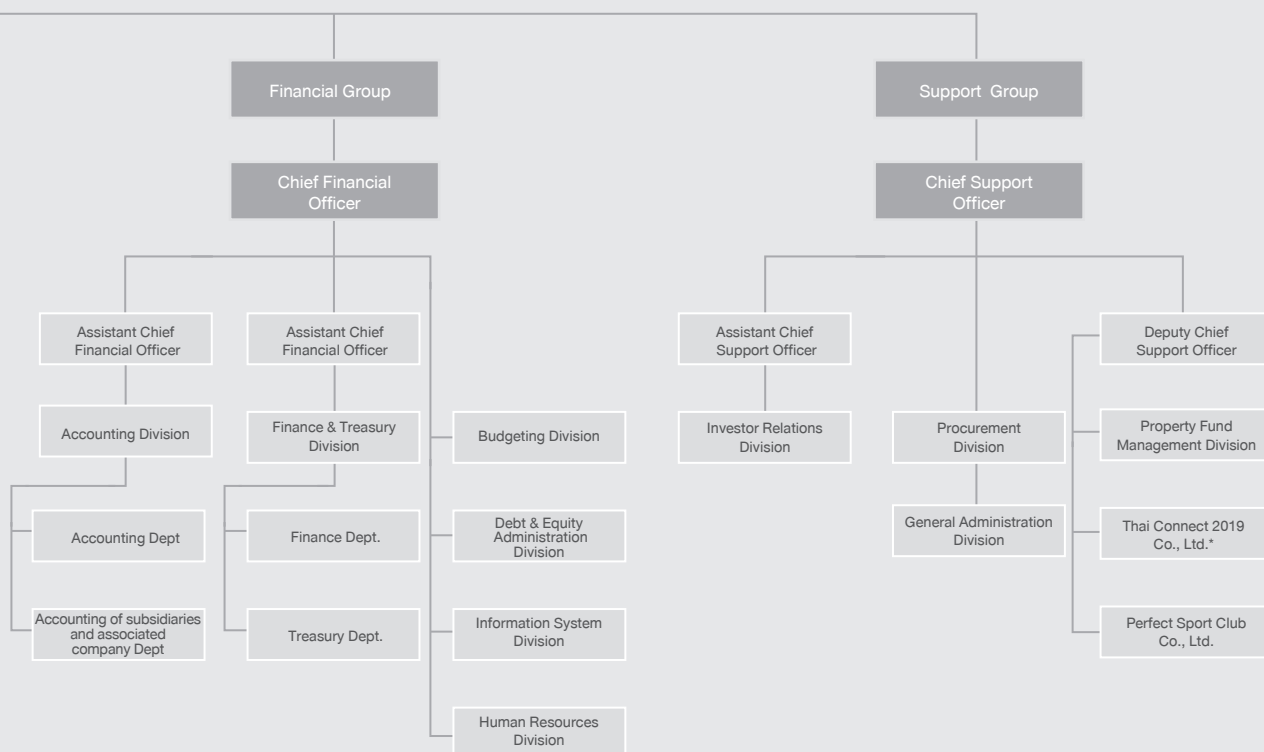 Financial Group
Support Group
Chief Financial
Officer
Chief Support
Officer
Assistant Chief
Financial Officer
Assistant Chief
Financial Officer
Assistant Chief
Support Officer
Deputy Chief
Support Officer
Accounting Division
Finance & Treasury
Division
Budgeting Division
Investor Relations
Division
Procurement
Division
Property Fund
Management Division
Accounting Dept
Finance Dept.
Debt & Equity
Administration
Division
General Administration
Division
Thai Connect 2019
Co., Ltd.*
Accounting of subsidiaries
and associated
company Dept
Treasury Dept.
Information System
Division
Perfect Sport Club
Co., Ltd.
Human Resources
Division